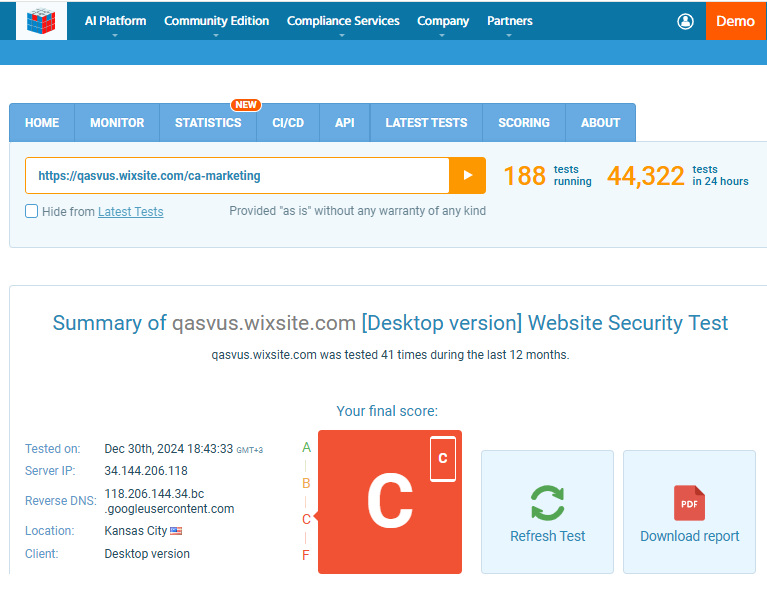 AI Platform Community Edition Compliance Services Company Partners Demo
NEW
HOME MONITOR STATISTICS CI/CD API LATEST TESTS SCORING ABOUT
https://qasvus.wixsite.com/ca-marketing
188 tests running
44,322 tests in 24 hours
Hide from Latest Tests
Provided "as is" without any warranty of any kind
Summary of qasvus.wixsite.com [Desktop version] Website Security Test
qasvus.wixsite.com was tested 41 times during the last 12 months.
Your final score:
Tested on: Dec 30th, 2024 18:43:33 GMT+3
Server IP: 34.144.206.118
Reverse DNS: 118.206.144.34.bc
.googleusercontent.com
Location: Kansas City
Client: Desktop version
A
B
C
F
C
C
Refresh Test
PDF
Download report